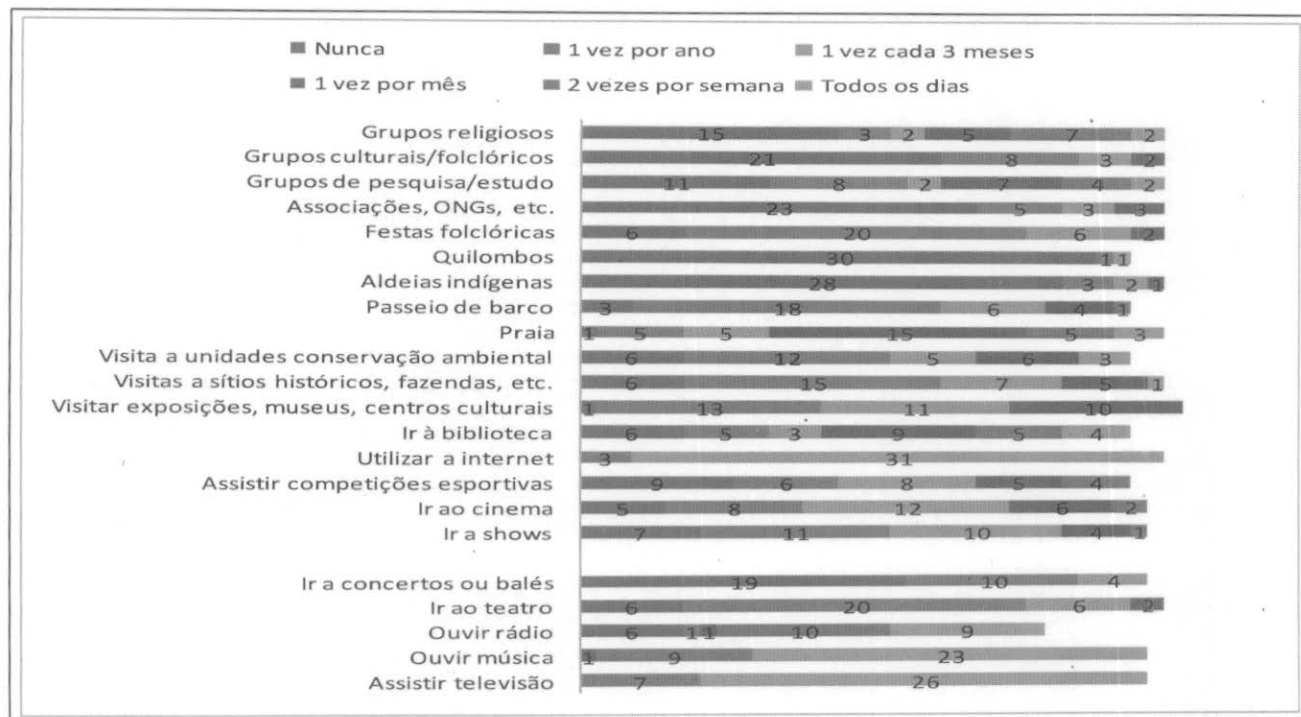 Nunca 1 vez por ano 1 vez cada 3 meses
1 vez por mês 2 vezes por semana Todos os dias
Grupos religiosos 15 3 2 5 7 2
Grupos culturais/folclóricos 21 8 3 2
Grupos de pesquisa/estudo 11 8 2 7 4 2
Associações, ONGs, etc. 23 5 3 3
Festas folclóricas 6 20 6 2
Quilombos 30 1 1
Aldeias indígenas 28 3 2 1
Passeio de barco 3 18 6 4 1
Praia 1 5 5 15 5 3
Visita a unidades conservação ambiental 6 12 5 6 3
Visitas a sítios históricos, fazendas, etc. 6 15 7 5 1
Visitar exposições, museus, centros culturais 1 13 11 10
Ir à biblioteca 6 5 3 9 5 4
Utilizar a internet 3 31
Assistir competições esportivas 9 6 8 5 4
Ir ao cinema 5 8 12 6 2
Ir a shows 7 11 10 4 1
Ir a concertos ou balés 19 10 4
Ir ao teatro 6 20 6 2
Ouvir rádio 6 1 1 10 9
Ouvir música 1 9 23
Assistir televisão 7 26